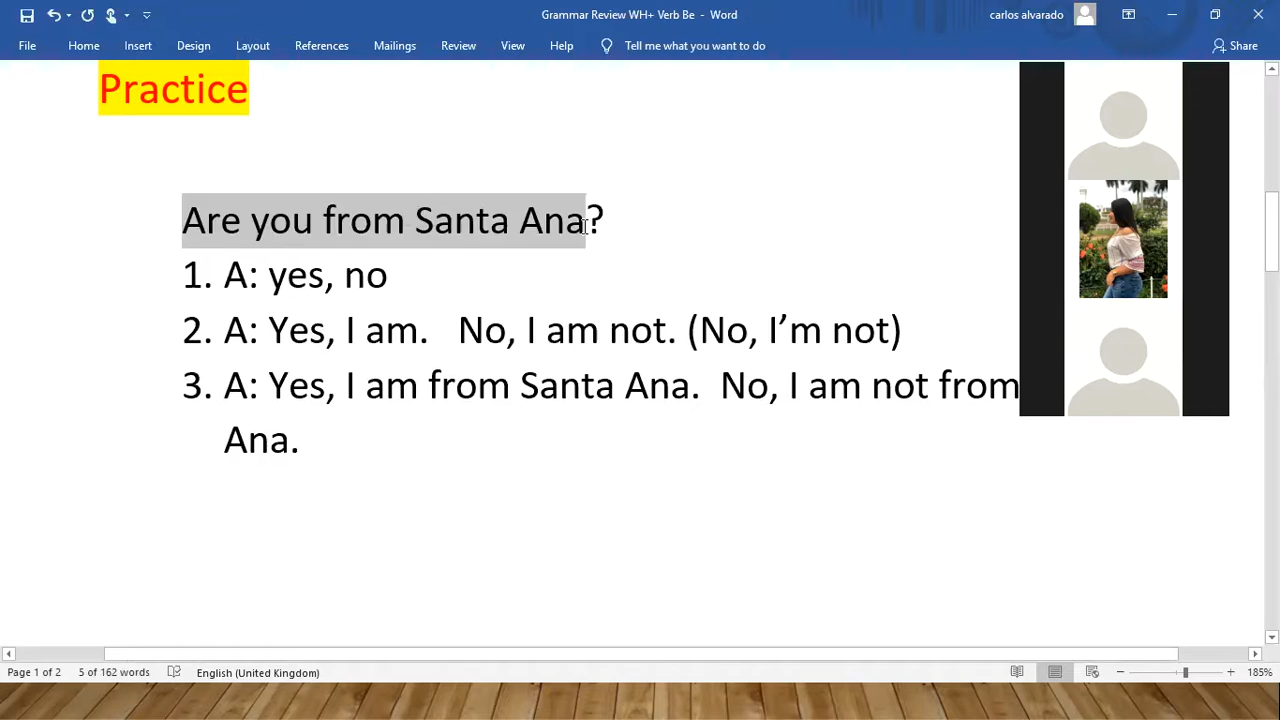 Grammar Review WH+ Verb Be - Word
carlos alvarado
File Home Insert Design Layout References Mailings Review View Help Tell me what you want to do Share
Practice
Are you from Santa Ana?
1. A: yes, no
2. A: Yes, I am. No, I am not. (No, I’m not)
3. A: Yes, I am from Santa Ana. No, I am not from
Ana.
Page 1 of 2 5 of 162 words English (United Kingdom) 185%